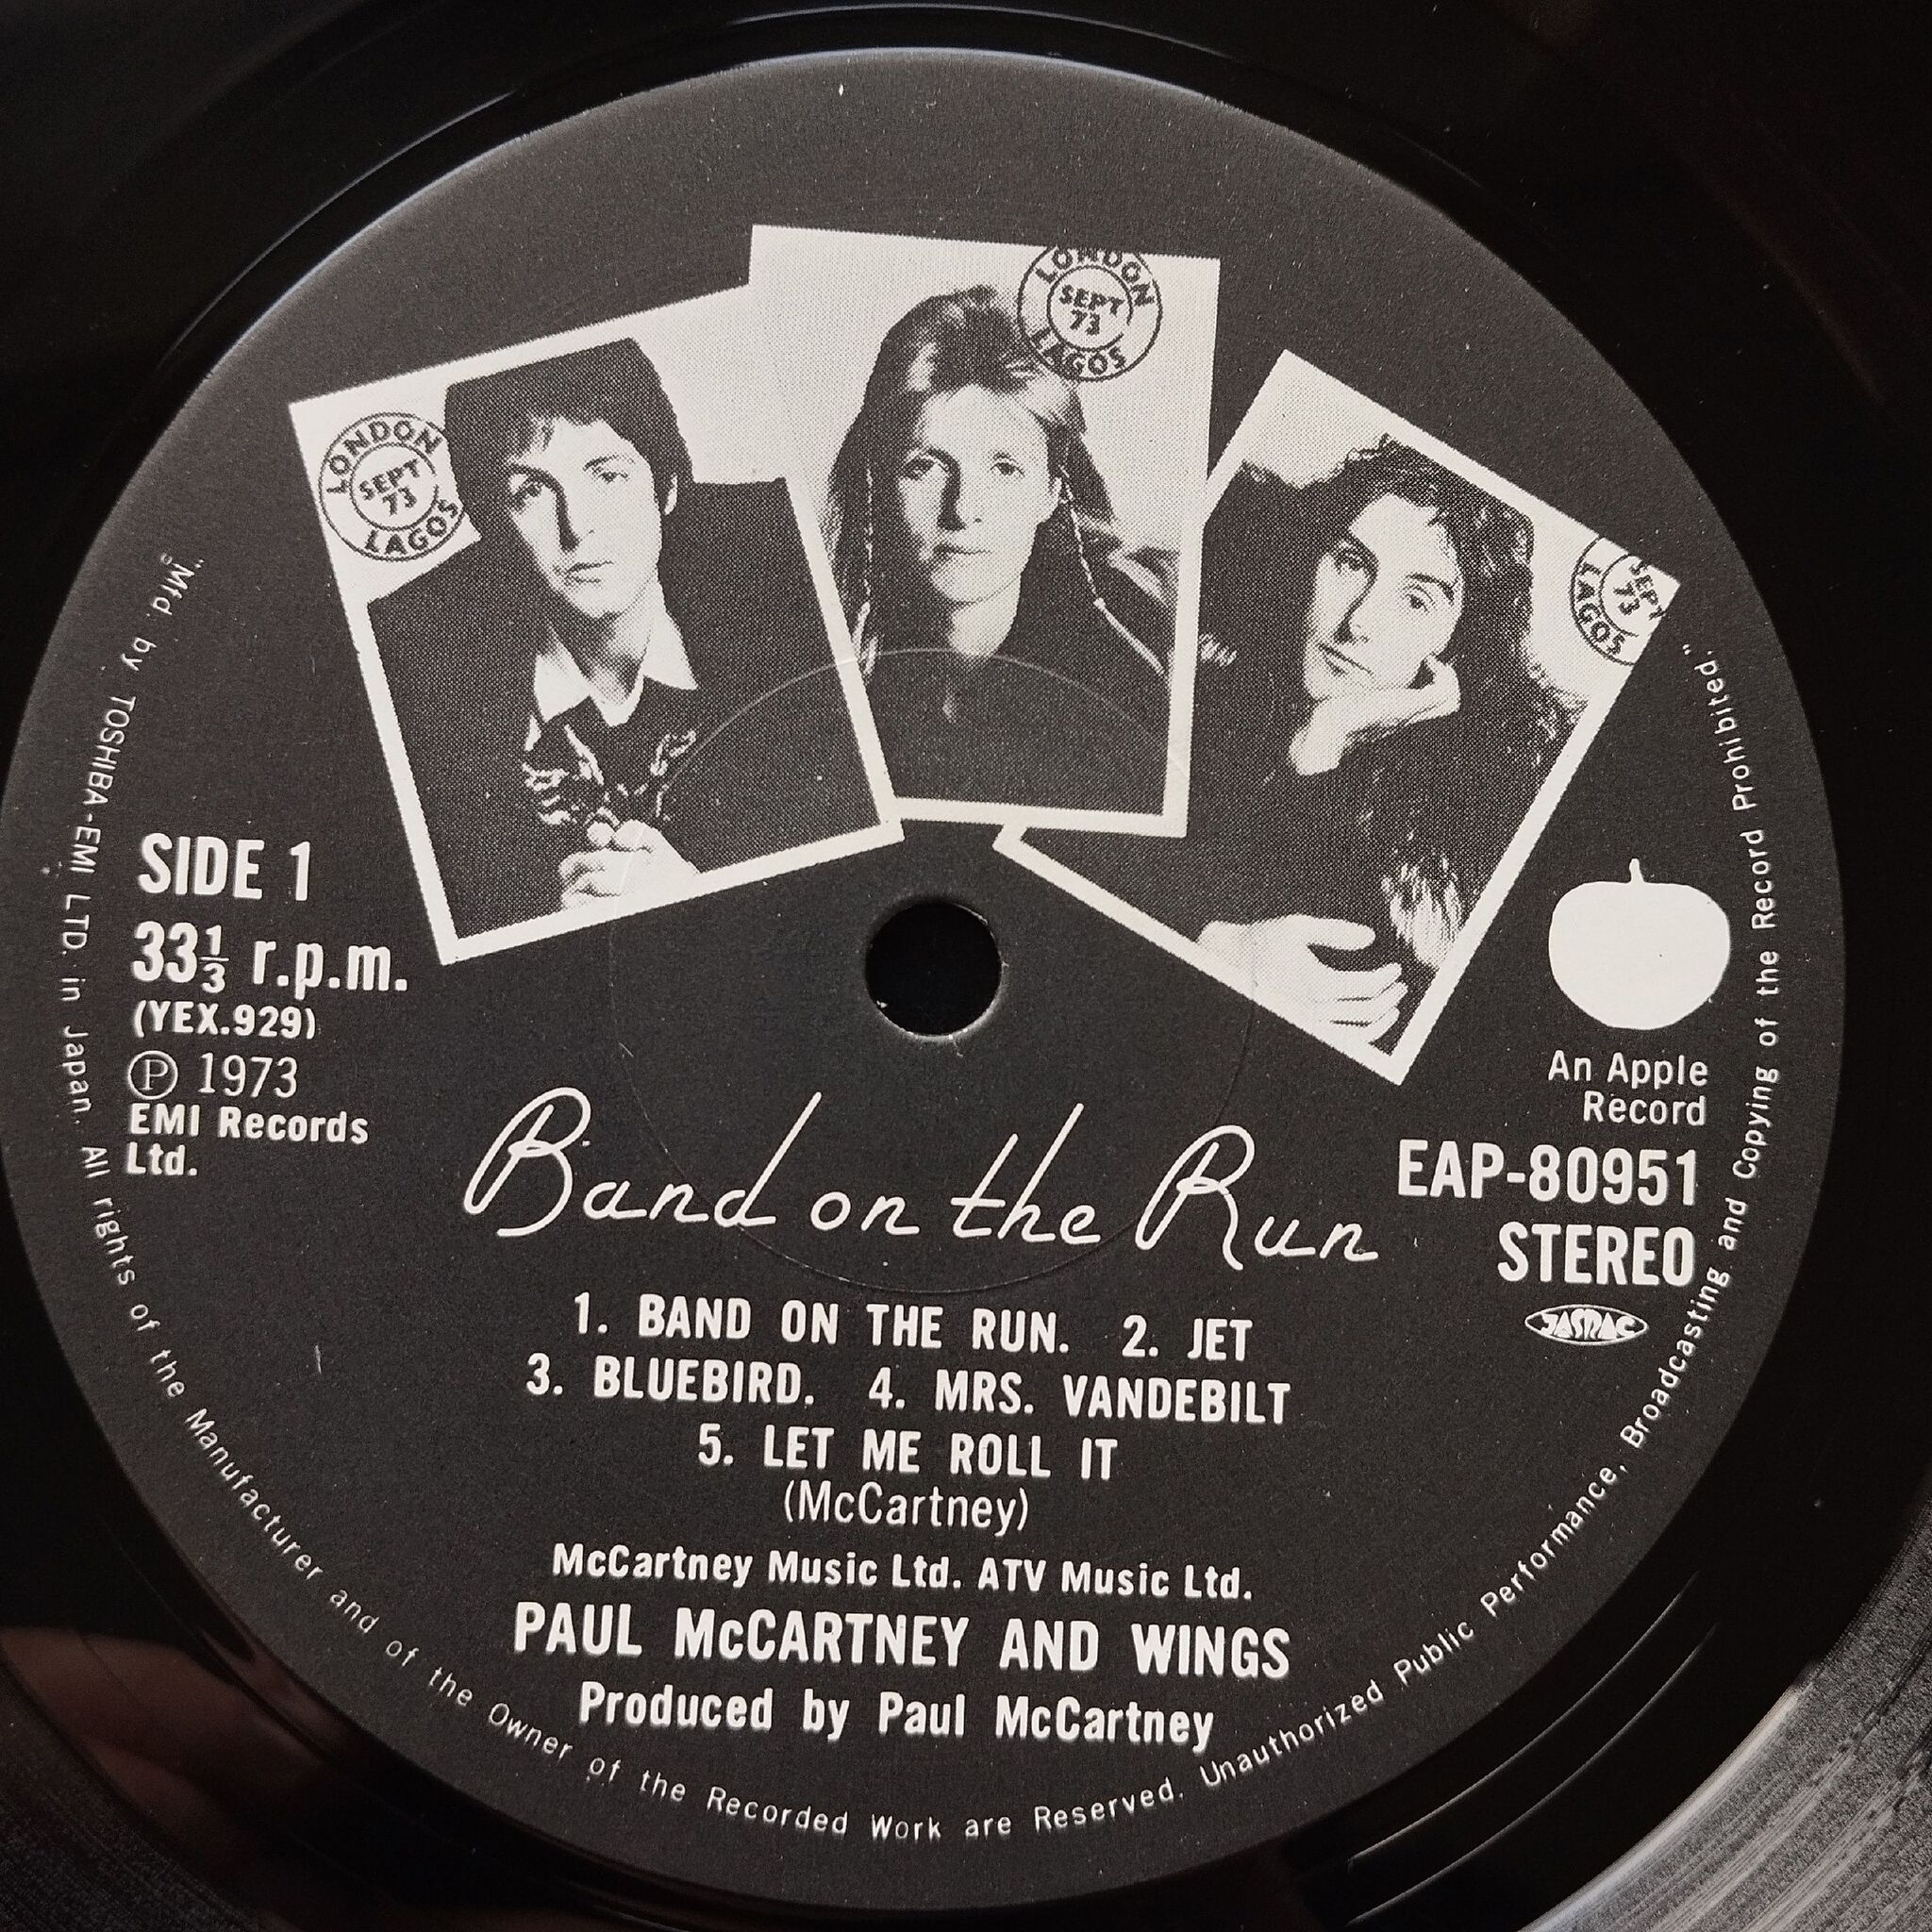 LONDON
SEPT
73
LAGOS
LONDON
SEPT
73
LAGOS
SEPT
73
LAGOS
SIDE 1
33⅓ r.p.m.
(YEX.929)
Ⓟ 1973
EMI Records
Ltd.
An Apple
Record
EAP-80951
STEREO
JASRAC
Band on the Run
1. BAND ON THE RUN. 2. JET
3. BLUEBIRD. 4. MRS. VANDEBILT
5. LET ME ROLL IT
(McCartney)
McCartney Music Ltd. ATV Music Ltd.
PAUL McCARTNEY AND WINGS
Produced by Paul McCartney
"Mfd. by TOSHIBA-EMI LTD. in Japan. All rights of the Manufacturer and of the Owner of the Recorded Work are Reserved. Unauthorized Public Performance, Broadcasting and Copying of the Record Prohibited."